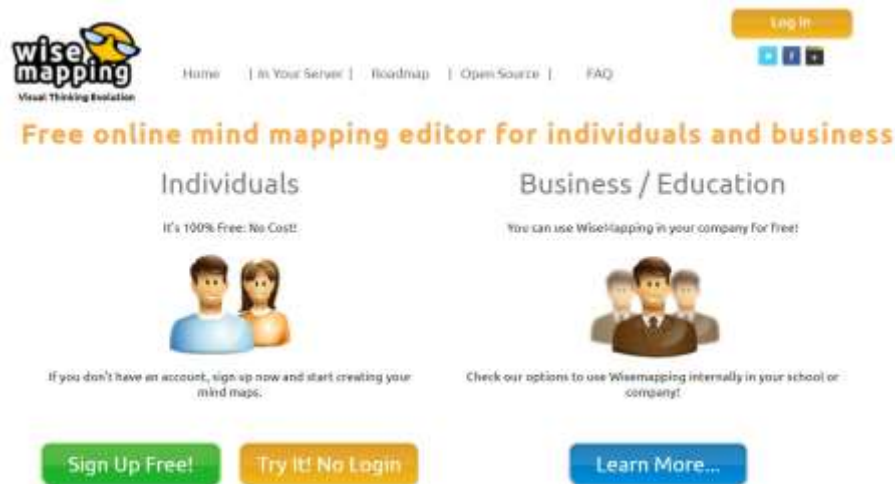 Log In
wise
mapping
Visual Thinking Evolution
Home | In Your Server | Roadmap | Open Source | FAQ
Free online mind mapping editor for individuals and business
Individuals
It's 100% Free: No Cost!
If you don't have an account, sign up now and start creating your
mind maps.
Sign Up Free!
Try It! No Login
Business / Education
You can use WiseMapping in your company for free!
Check our options to use Wisemapping internally in your school or
company!
Learn More...